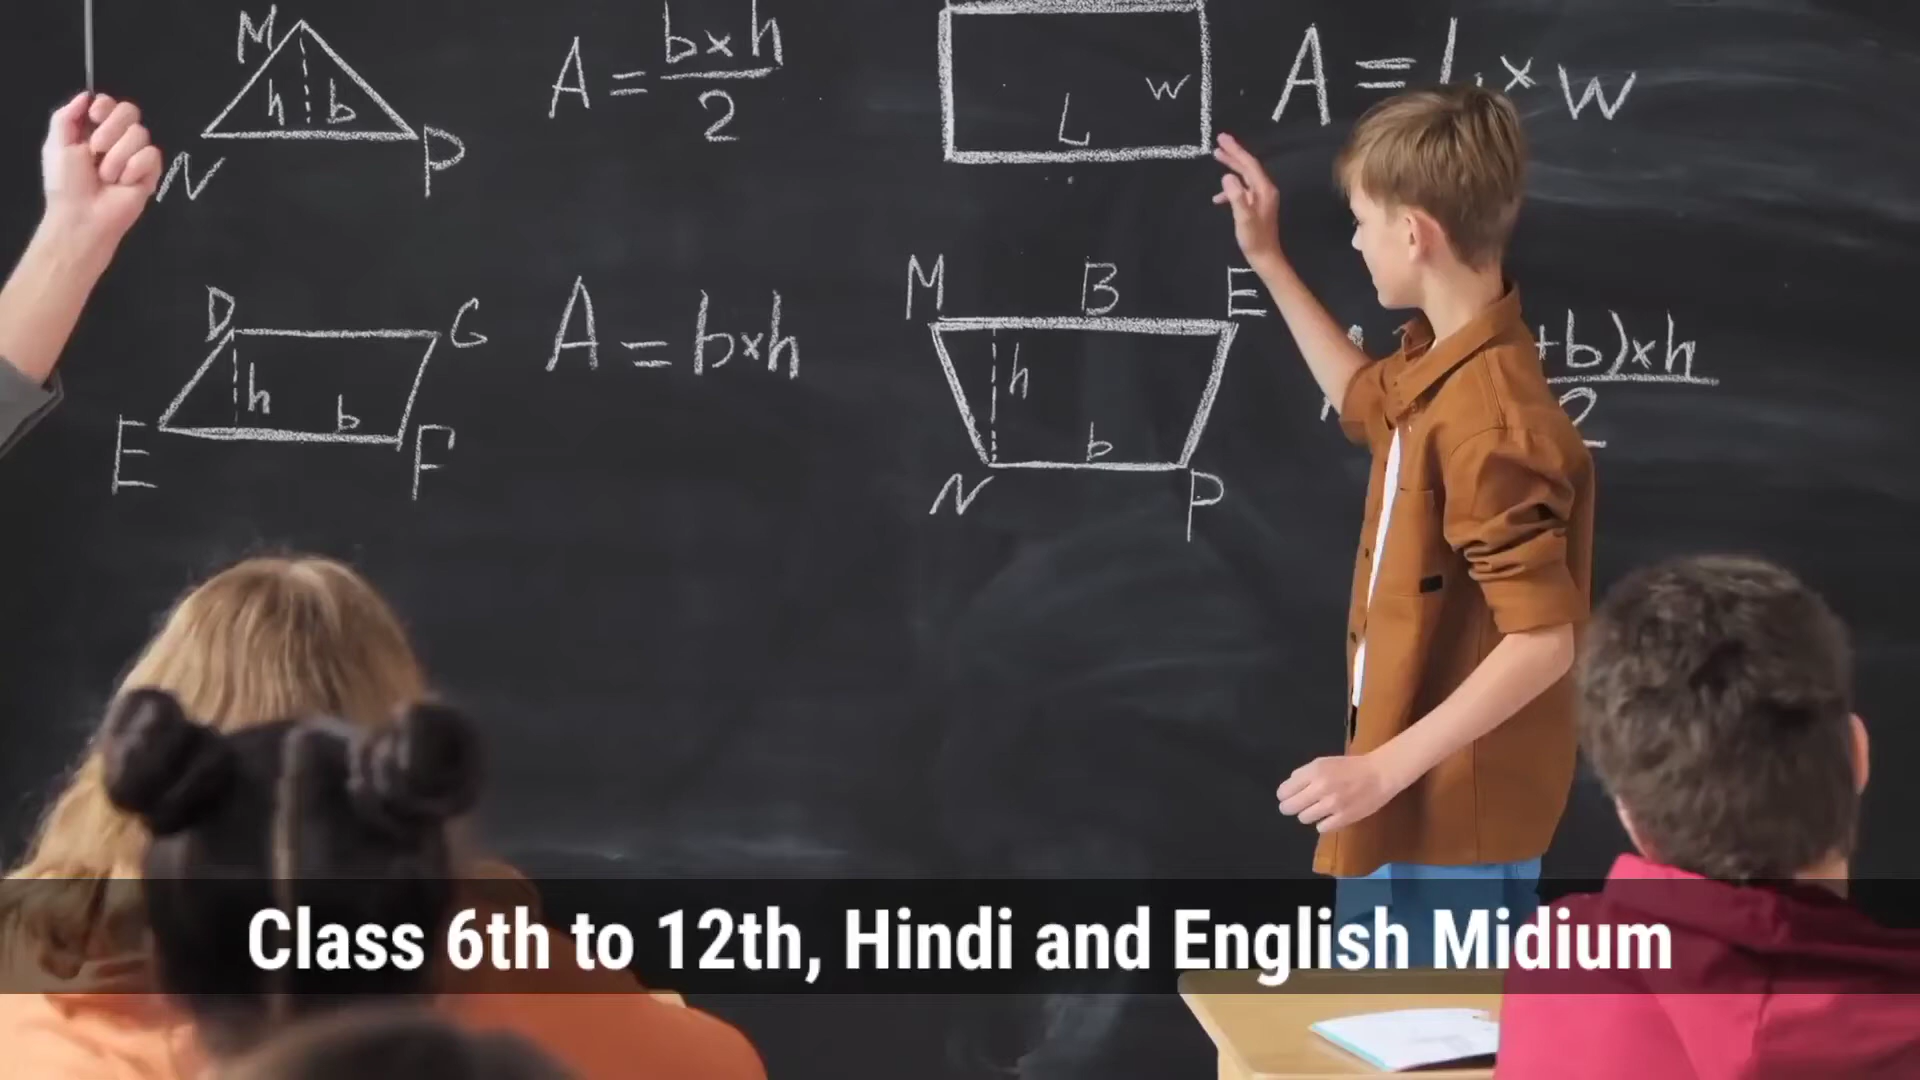 M
h b
N P
A = b×h
2
L w
A = L × w
D G
h b
E F
A = b×h
M B E
h
b
N P
+b)×h
2
Class 6th to 12th, Hindi and English Midium